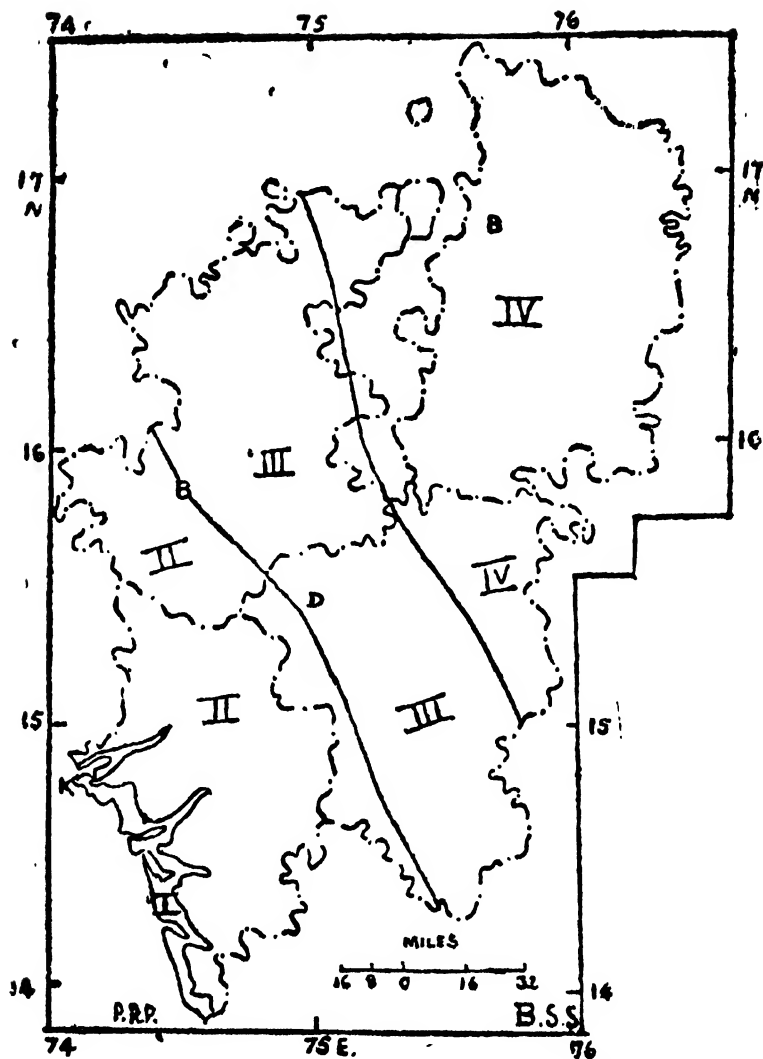 74 75 76
17 N 17 N
B
IV
16 16
III
B
II IV
D
II III
15 15
K
I
MILES
16 8 0 16 32
14 14
P.R.P. B.S.S.
74 75 E. 76